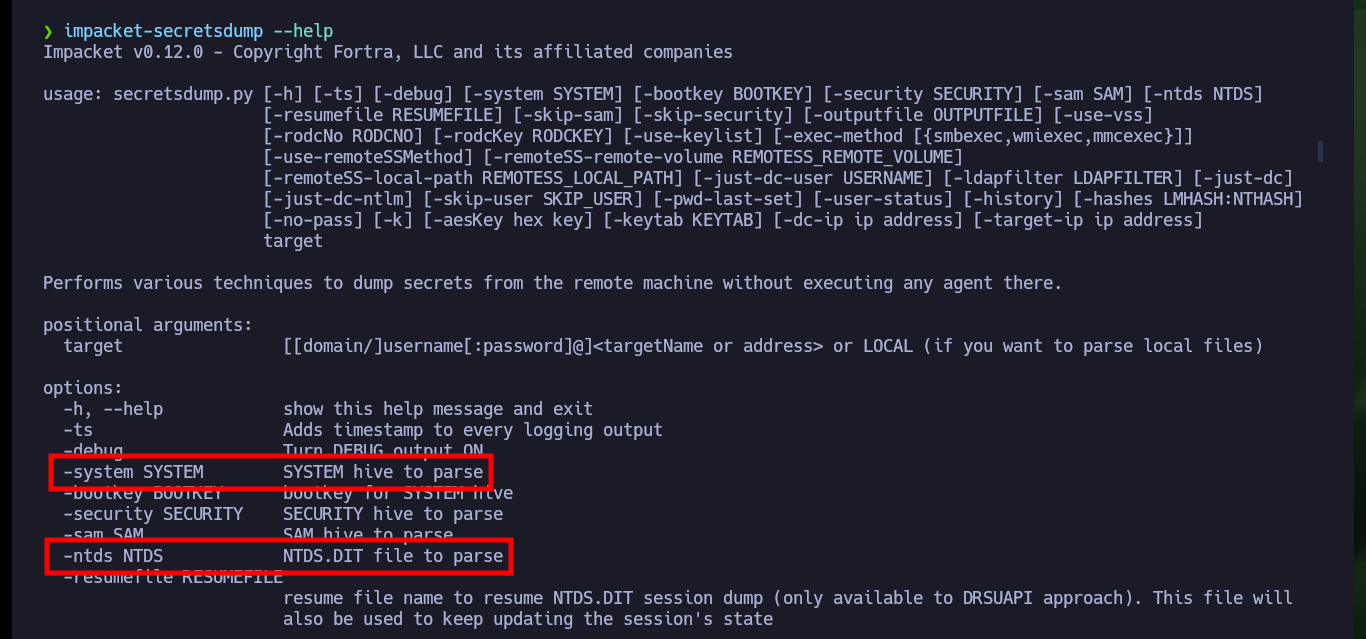 ❯ impacket-secretsdump --help
Impacket v0.12.0 - Copyright Fortra, LLC and its affiliated companies
usage: secretsdump.py [-h] [-ts] [-debug] [-system SYSTEM] [-bootkey BOOTKEY] [-security SECURITY] [-sam SAM] [-ntds NTDS]
[-resumefile RESUMEFILE] [-skip-sam] [-skip-security] [-outputfile OUTPUTFILE] [-use-vss]
[-rodcNo RODCNO] [-rodcKey RODCKEY] [-use-keylist] [-exec-method [{smbexec,wmiexec,mmcexec}]]
[-use-remoteSSMethod] [-remoteSS-remote-volume REMOTESS_REMOTE_VOLUME]
[-remoteSS-local-path REMOTESS_LOCAL_PATH] [-just-dc-user USERNAME] [-ldapfilter LDAPFILTER] [-just-dc]
[-just-dc-ntlm] [-skip-user SKIP_USER] [-pwd-last-set] [-user-status] [-history] [-hashes LMHASH:NTHASH]
[-no-pass] [-k] [-aesKey hex key] [-keytab KEYTAB] [-dc-ip ip address] [-target-ip ip address]
target
Performs various techniques to dump secrets from the remote machine without executing any agent there.
positional arguments:
target [[domain/]username[:password]@]<targetName or address> or LOCAL (if you want to parse local files)
options:
-h, --help show this help message and exit
-ts Adds timestamp to every logging output
-debug Turn DEBUG output ON
-system SYSTEM SYSTEM hive to parse
-bootkey BOOTKEY bootkey for SYSTEM hive
-security SECURITY SECURITY hive to parse
-sam SAM SAM hive to parse
-ntds NTDS NTDS.DIT file to parse
-resumefile RESUMEFILE
resume file name to resume NTDS.DIT session dump (only available to DRSUAPI approach). This file will
also be used to keep updating the session's state